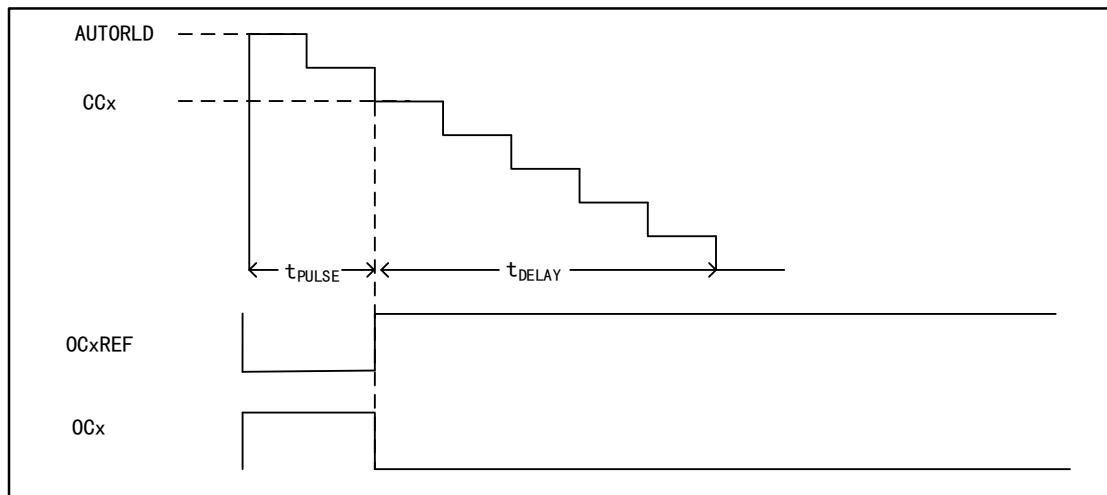 AUTORLD
CCx
tPULSE
tDELAY
OCxREF
OCx